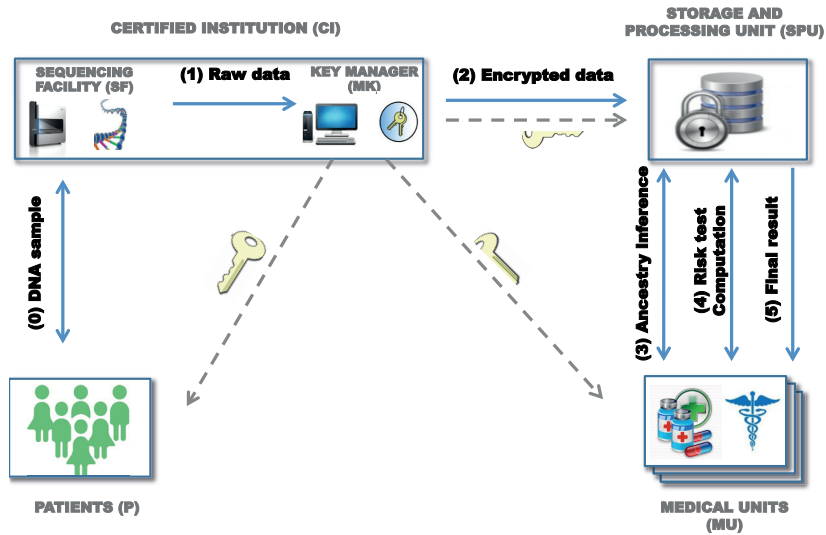 CERTIFIED INSTITUTION (CI)
STORAGE AND
PROCESSING UNIT (SPU)
SEQUENCING
FACILITY (SF)
(1) Raw data
KEY MANAGER
(MK)
(2) Encrypted data
(0) DNA sample
(3) Ancestry Inference
(4) Risk test
Computation
(5) Final result
PATIENTS (P)
MEDICAL UNITS
(MU)